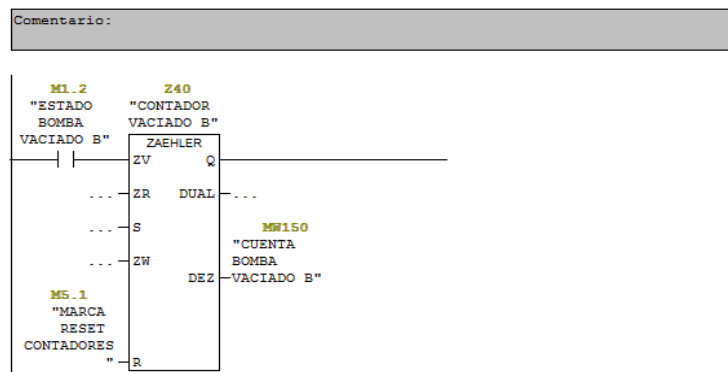 Comentario:
M1.2
"ESTADO
BOMBA
VACIADO B"
Z40
"CONTADOR
VACIADO B"
ZAEHLER
ZV Q
... ZR DUAL ...
... S
... ZW
MW150
"CUENTA
BOMBA
DEZ VACIADO B"
M5.1
"MARCA
RESET
CONTADORES
" R